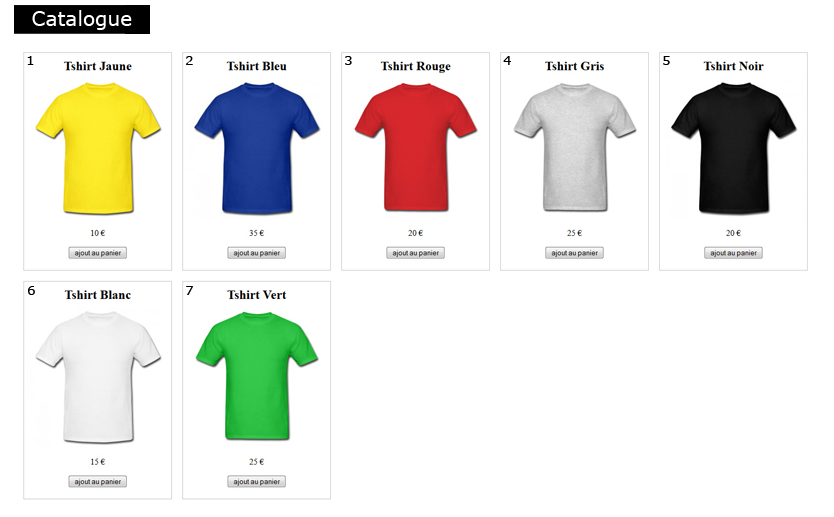 Catalogue
1
Tshirt Jaune
10 €
ajout au panier
2
Tshirt Bleu
35 €
ajout au panier
3
Tshirt Rouge
20 €
ajout au panier
4
Tshirt Gris
25 €
ajout au panier
5
Tshirt Noir
20 €
ajout au panier
6
Tshirt Blanc
15 €
ajout au panier
7
Tshirt Vert
25 €
ajout au panier